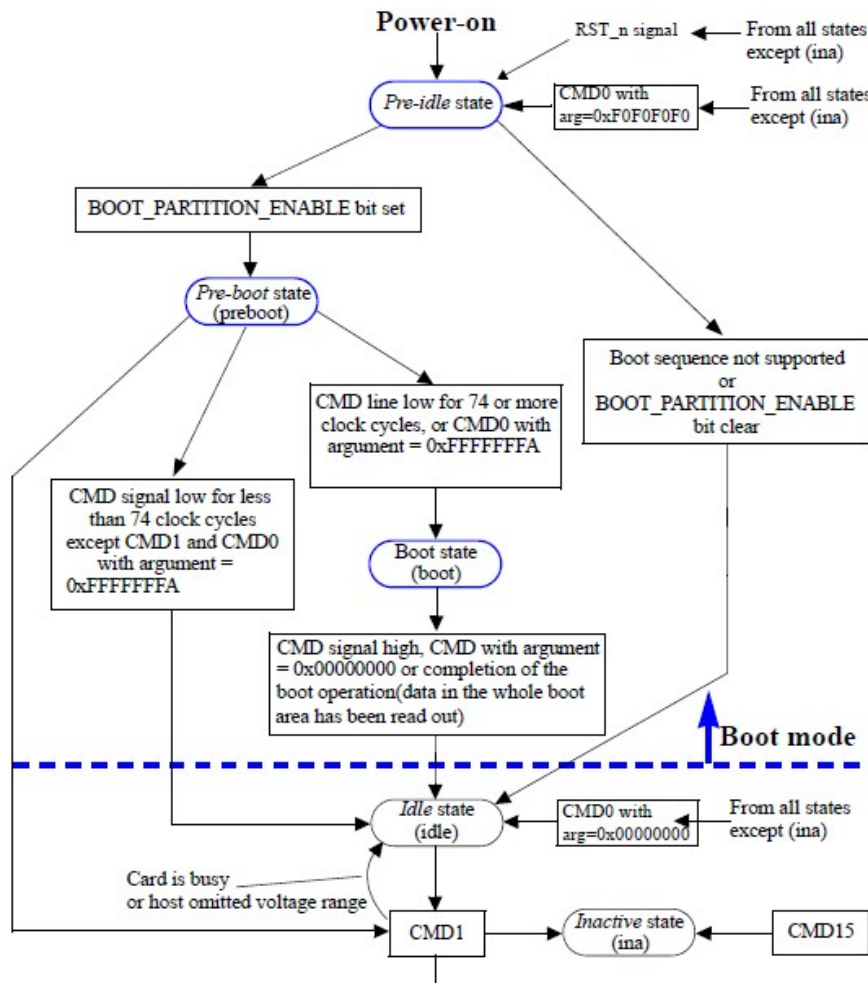 Power-on
RST_n signal
From all states
except (ina)
Pre-idle state
CMD0 with
arg=0xF0F0F0F0
From all states
except (ina)
BOOT_PARTITION_ENABLE bit set
Pre-boot state
(preboot)
Boot sequence not supported
or
BOOT_PARTITION_ENABLE
bit clear
CMD line low for 74 or more
clock cycles, or CMD0 with
argument = 0xFFFFFFFA
CMD signal low for less
than 74 clock cycles
except CMD1 and CMD0
with argument =
0xFFFFFFFA
Boot state
(boot)
CMD signal high, CMD with argument
= 0x00000000 or completion of the
boot operation(data in the whole boot
area has been read out)
Boot mode
Idle state
(idle)
CMD0 with
arg=0x00000000
From all states
except (ina)
Card is busy
or host omitted voltage range
CMD1
Inactive state
(ina)
CMD15